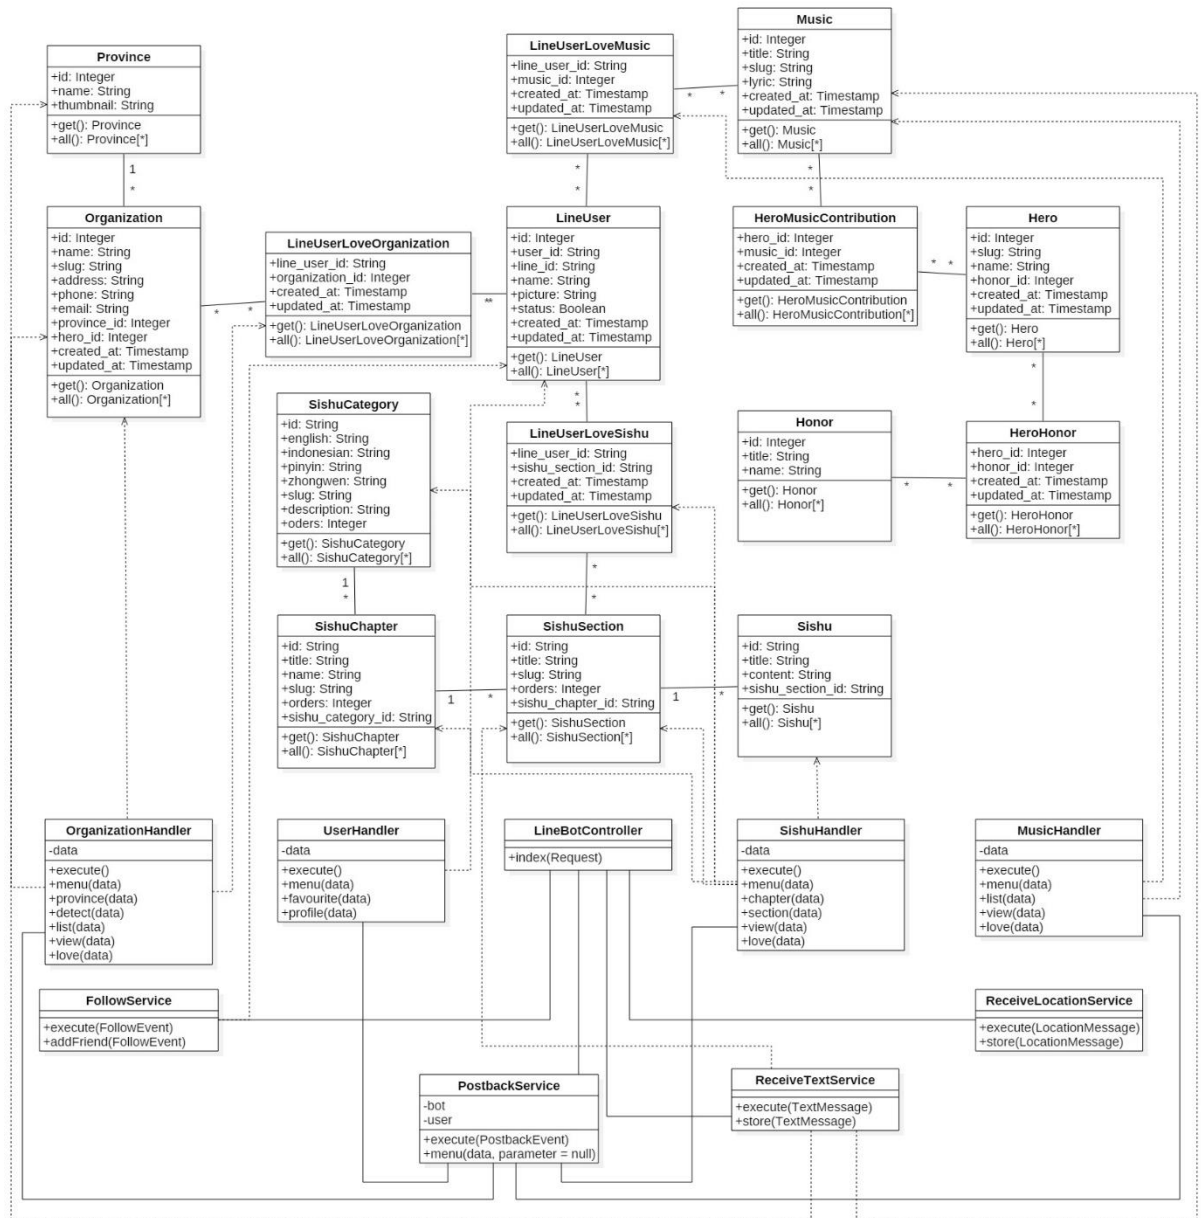 Province
+id: Integer
+name: String
+thumbnail: String
+get(): Province
+all(): Province[*]
LineUserLoveMusic
+line_user_id: String
+music_id: Integer
+created_at: Timestamp
+updated_at: Timestamp
+get(): LineUserLoveMusic
+all(): LineUserLoveMusic[*]
Music
+id: Integer
+title: String
+slug: String
+lyric: String
+created_at: Timestamp
+updated_at: Timestamp
+get(): Music
+all(): Music[*]
* *
1
*
*
*
*
*
Organization
+id: Integer
+name: String
+slug: String
+address: String
+phone: String
+email: String
+province_id: Integer
+hero_id: Integer
+created_at: Timestamp
+updated_at: Timestamp
+get(): Organization
+all(): Organization[*]
* *
LineUserLoveOrganization
+line_user_id: String
+organization_id: Integer
+created_at: Timestamp
+updated_at: Timestamp
+get(): LineUserLoveOrganization
+all(): LineUserLoveOrganization[*]
**
LineUser
+id: Integer
+user_id: String
+line_id: String
+name: String
+picture: String
+status: Boolean
+created_at: Timestamp
+updated_at: Timestamp
+get(): LineUser
+all(): LineUser[*]
HeroMusicContribution
+hero_id: Integer
+music_id: Integer
+created_at: Timestamp
+updated_at: Timestamp
+get(): HeroMusicContribution
+all(): HeroMusicContribution[*]
* *
Hero
+id: Integer
+slug: String
+name: String
+honor_id: Integer
+created_at: Timestamp
+updated_at: Timestamp
+get(): Hero
+all(): Hero[*]
*
*
*
*
SishuCategory
+id: String
+english: String
+indonesian: String
+pinyin: String
+zhongwen: String
+slug: String
+description: String
+oders: Integer
+get(): SishuCategory
+all(): SishuCategory[*]
LineUserLoveSishu
+line_user_id: String
+sishu_section_id: String
+created_at: Timestamp
+updated_at: Timestamp
+get(): LineUserLoveSishu
+all(): LineUserLoveSishu[*]
Honor
+id: Integer
+title: String
+name: String
+get(): Honor
+all(): Honor[*]
* *
HeroHonor
+hero_id: Integer
+honor_id: Integer
+created_at: Timestamp
+updated_at: Timestamp
+get(): HeroHonor
+all(): HeroHonor[*]
1
*
*
*
SishuChapter
+id: String
+title: String
+name: String
+slug: String
+orders: Integer
+sishu_category_id: String
+get(): SishuChapter
+all(): SishuChapter[*]
1 *
SishuSection
+id: String
+title: String
+slug: String
+orders: Integer
+sishu_chapter_id: String
+get(): SishuSection
+all(): SishuSection[*]
1 *
Sishu
+id: String
+title: String
+content: String
+sishu_section_id: String
+get(): Sishu
+all(): Sishu[*]
OrganizationHandler
-data
+execute()
+menu(data)
+province(data)
+detect(data)
+list(data)
+view(data)
+love(data)
UserHandler
-data
+execute()
+menu(data)
+favourite(data)
+profile(data)
LineBotController
+index(Request)
SishuHandler
-data
+execute()
+menu(data)
+chapter(data)
+section(data)
+view(data)
+love(data)
MusicHandler
-data
+execute()
+menu(data)
+list(data)
+view(data)
+love(data)
FollowService
+execute(FollowEvent)
+addFriend(FollowEvent)
ReceiveLocationService
+execute(LocationMessage)
+store(LocationMessage)
PostbackService
-bot
-user
+execute(PostbackEvent)
+menu(data, parameter = null)
ReceiveTextService
+execute(TextMessage)
+store(TextMessage)